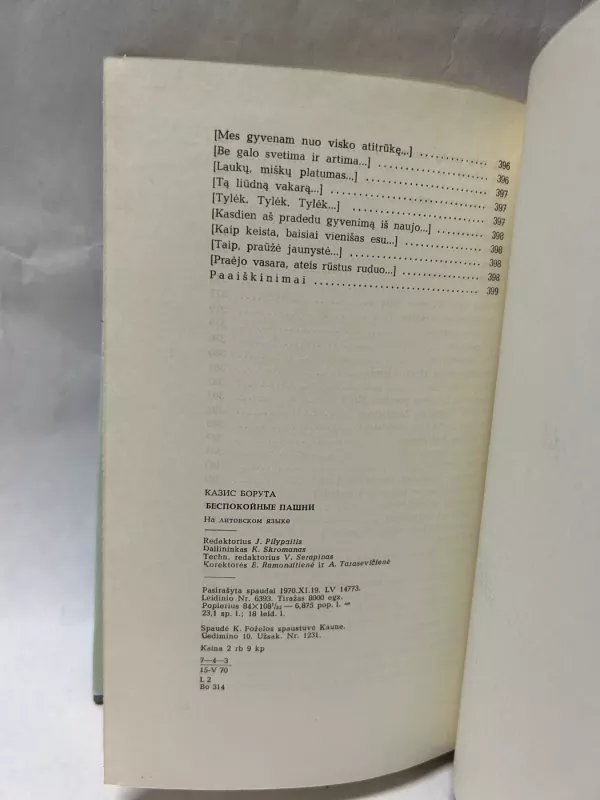 [Mes gyvenam nuo visko atitrūkę...] .............. 396
[Be galo svetima ir artima...] .................... 396
[Laukų, miškų platumas...] ........................ 397
[Tą liūdną vakarą...] ............................. 397
[Tylėk. Tylėk. Tylėk...] .......................... 397
[Kasdien aš pradedu gyvenimą iš naujo...] ......... 398
[Kaip keista, baisiai vienišas esu...] ............ 398
[Taip, praūžė jaunystė...] ........................ 398
[Praėjo vasara, ateis rūstus ruduo...] ............ 398
Paaiškinimai ...................................... 399
КАЗИС БОРУТА
БЕСПОКОЙНЫЕ ПАШНИ
На литовском языке
Redaktorius J. Pilypaitis
Dailininkas K. Skromanas
Techn. redaktorius V. Serapinas
Korektorės E. Ramonaitienė ir A. Tarasevičienė
Pasirašyta spaudai 1970.XI.19. LV 14773.
Leidinio Nr. 6393. Tiražas 8000 egz.
Popierius 84×108¹/₃₂ — 6,875 pop. l. =
23,1 sp. l.; 18 leid. l.
Spaudė K. Poželos spaustuvė Kaune,
Gedimino 10. Užsak. Nr. 1231.
Kaina 2 rb 9 kp
7—4—3
15-V 70
L 2
Bo 314